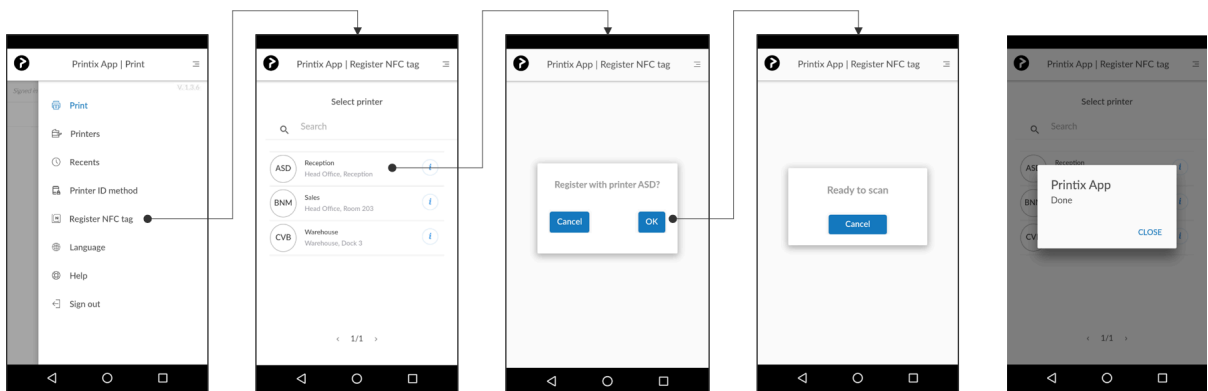 Printix App | Print
Signed in
V. 1.3.6
Print
Printers
Recents
Printer ID method
Register NFC tag
Language
Help
Sign out
Printix App | Register NFC tag
Select printer
Search
ASD
Reception
Head Office, Reception
i
BNM
Sales
Head Office, Room 203
i
CVB
Warehouse
Warehouse, Dock 3
i
‹ 1/1 ›
Printix App | Register NFC tag
Register with printer ASD?
Cancel OK
Printix App | Register NFC tag
Ready to scan
Cancel
Printix App | Register NFC tag
Select printer
Search
Reception
Printix App
Done
CLOSE
‹ 1/1 ›